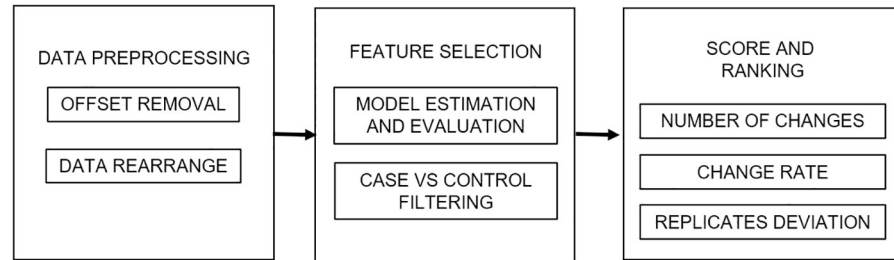 DATA PREPROCESSING
OFFSET REMOVAL
DATA REARRANGE
FEATURE SELECTION
MODEL ESTIMATION
AND EVALUATION
CASE VS CONTROL
FILTERING
SCORE AND
RANKING
NUMBER OF CHANGES
CHANGE RATE
REPLICATES DEVIATION